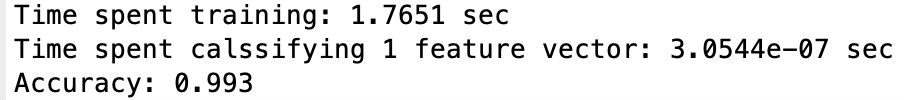 Time spent training: 1.7651 sec
Time spent calssifying 1 feature vector: 3.0544e-07 sec
Accuracy: 0.993